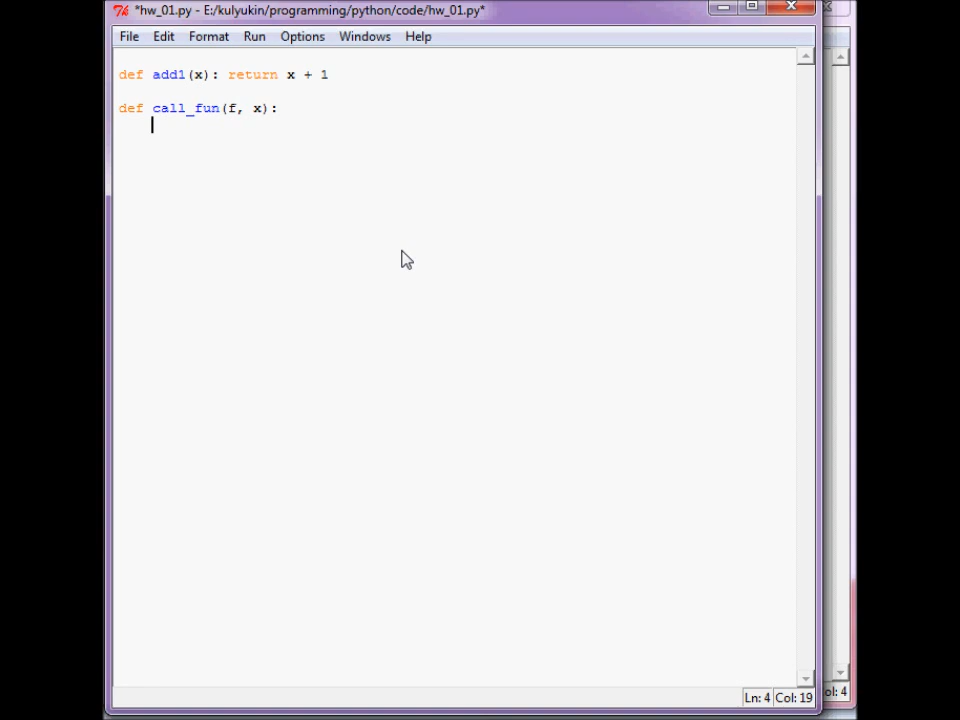 *hw_01.py - E:/kulyukin/programming/python/code/hw_01.py*
File Edit Format Run Options Windows Help
def add1(x): return x + 1
def call_fun(f, x):
Ln: 4 Col: 19
ol: 4